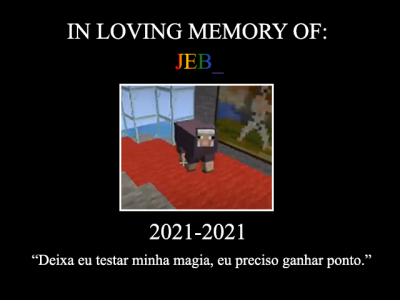 IN LOVING MEMORY OF:
JEB_
2021-2021
“Deixa eu testar minha magia, eu preciso ganhar ponto.”